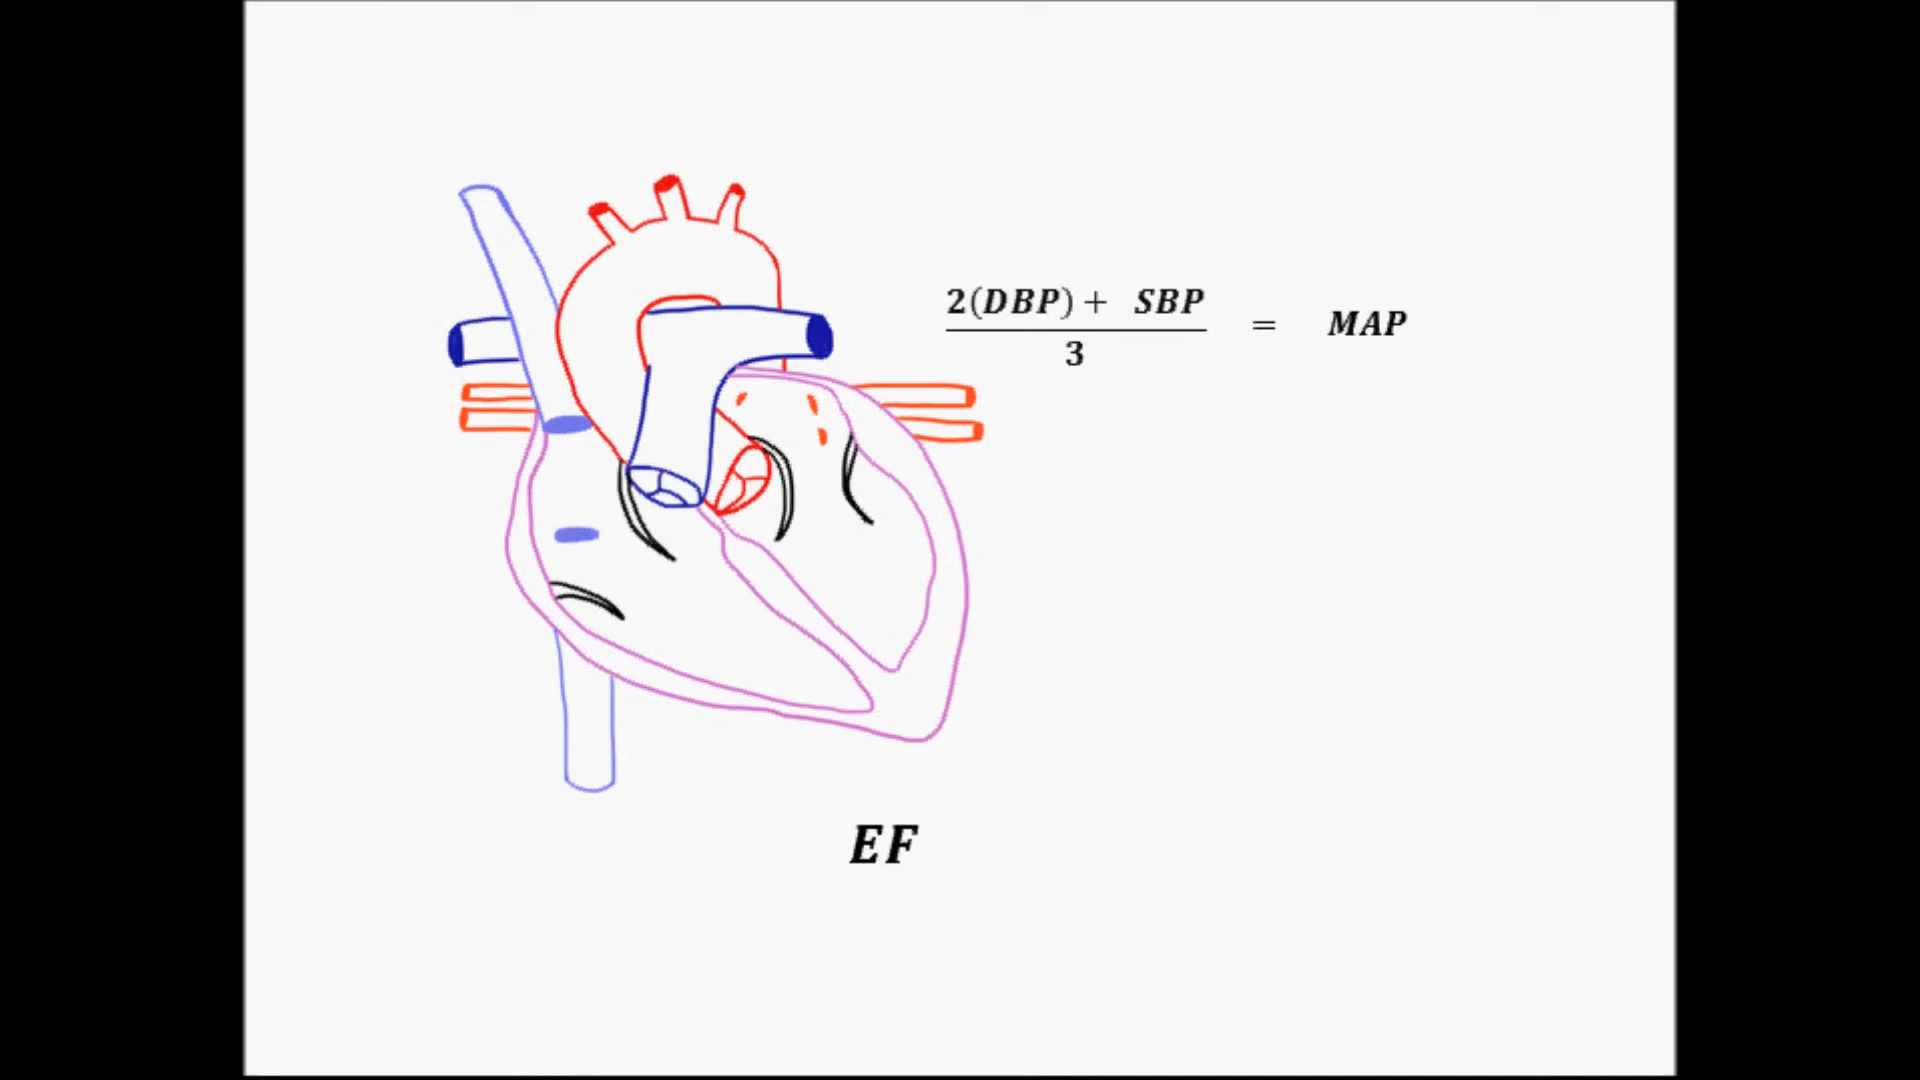 2(DBP) + SBP
3
= MAP
EF